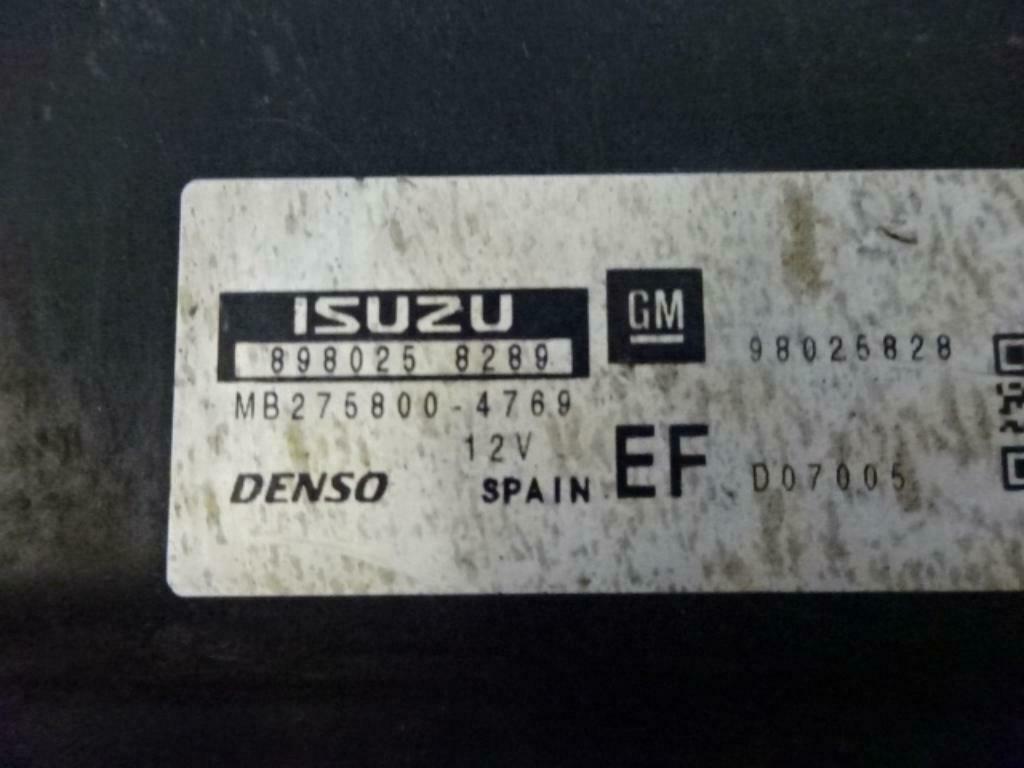 ISUZU
898025 8289
MB275800-4769
12V
DENSO
SPAIN
GM
98025828
EF
D07005